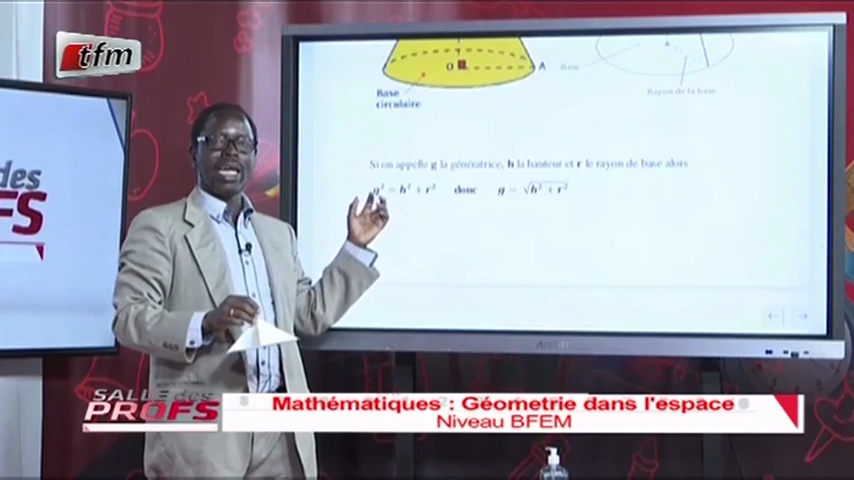 tfm
des
FS
O
A
Base
circulaire
Base
Rayon de la base
Si on appelle g la génératrice, h la hauteur et r le rayon de base alors
g² = h² + r² donc g = √h² + r²
SALLE des
PROFS
Mathématiques : Géometrie dans l'espace
Niveau BFEM